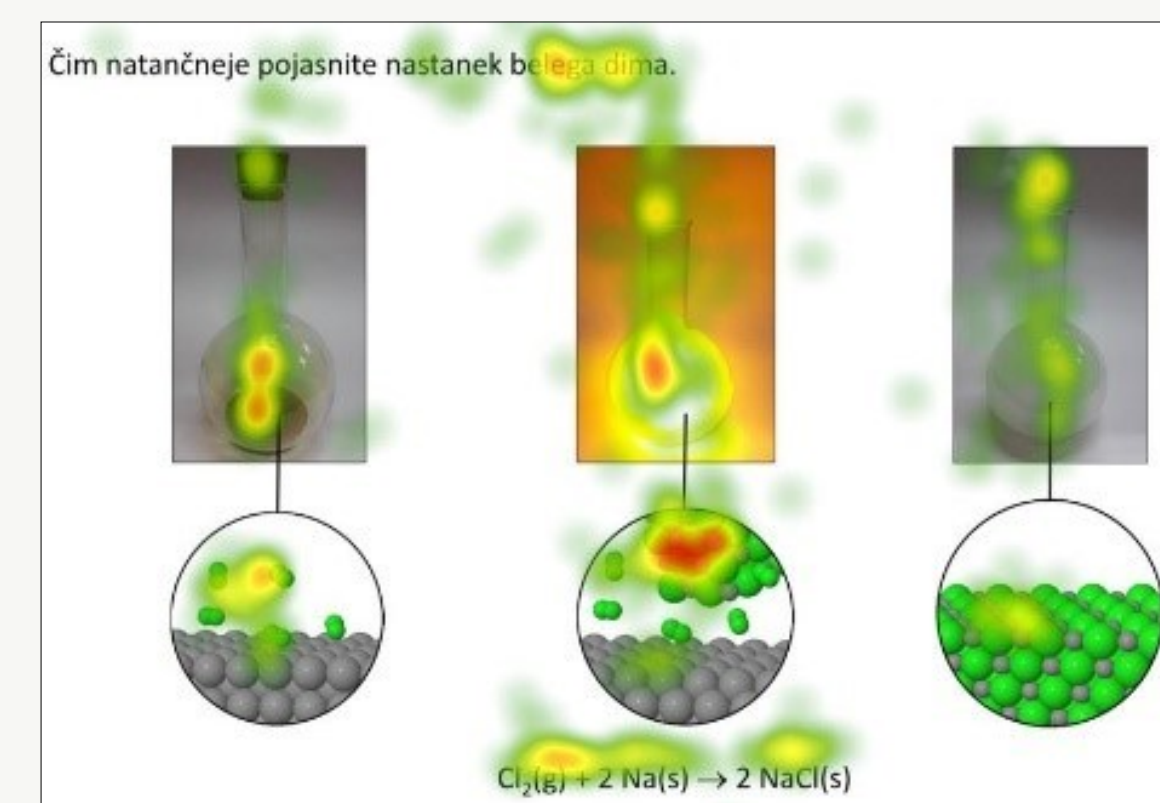 Čim natančneje pojasnite nastanek belega dima.
Cl₂(g) + 2 Na(s) → 2 NaCl(s)